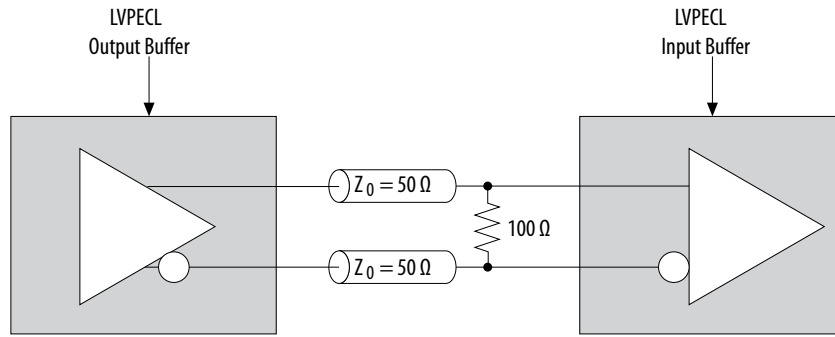 LVPECL
Output Buffer
LVPECL
Input Buffer
Z0 = 50 Ω
100 Ω
Z0 = 50 Ω